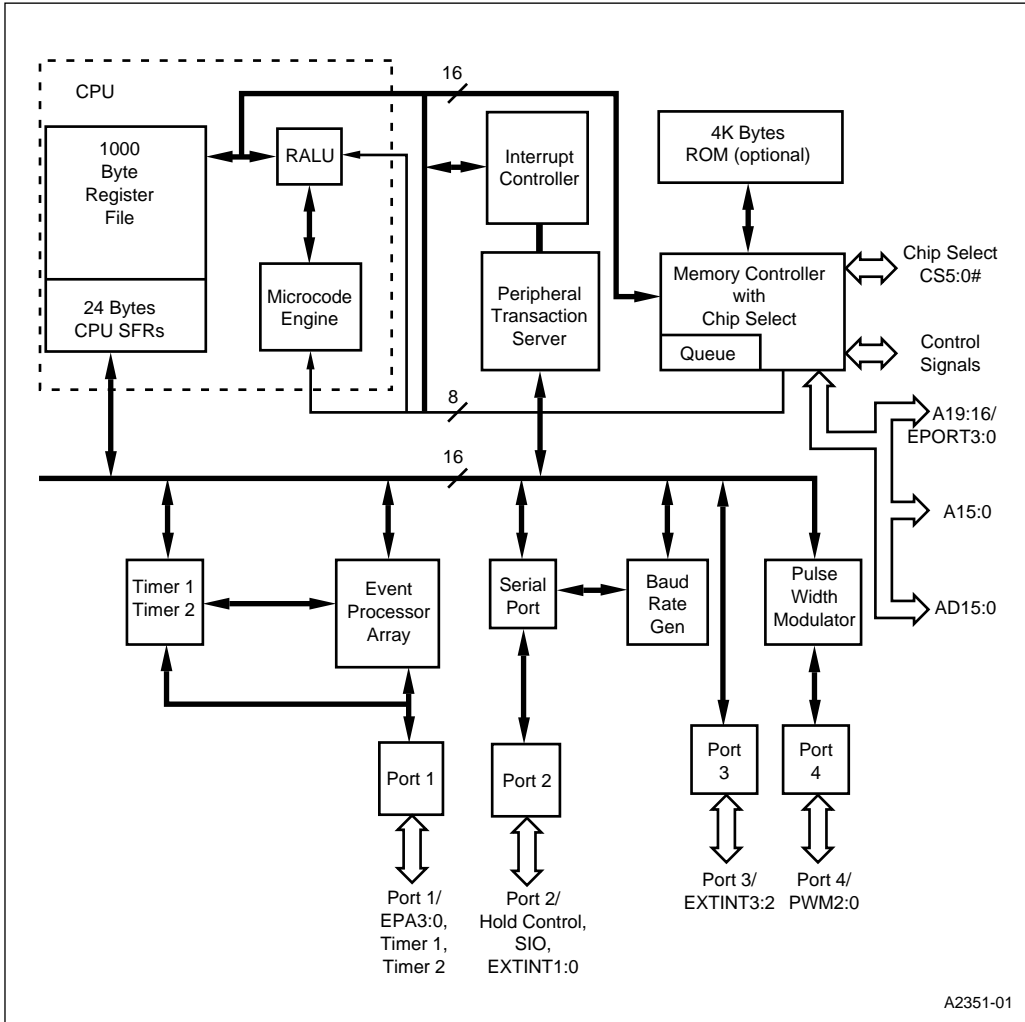 16
CPU
1000
Byte
Register
File
RALU
Interrupt
Controller
4K Bytes
ROM (optional)
24 Bytes
CPU SFRs
Microcode
Engine
Peripheral
Transaction
Server
Memory Controller
with
Chip Select
Queue
Chip Select
CS5:0#
Control
Signals
8
A19:16/
EPORT3:0
16
A15:0
Timer 1
Timer 2
Event
Processor
Array
Serial
Port
Baud
Rate
Gen
Pulse
Width
Modulator
AD15:0
Port 1
Port 2
Port
3
Port
4
Port 1/
EPA3:0,
Timer 1,
Timer 2
Port 2/
Hold Control,
SIO,
EXTINT1:0
Port 3/
EXTINT3:2
Port 4/
PWM2:0
A2351-01